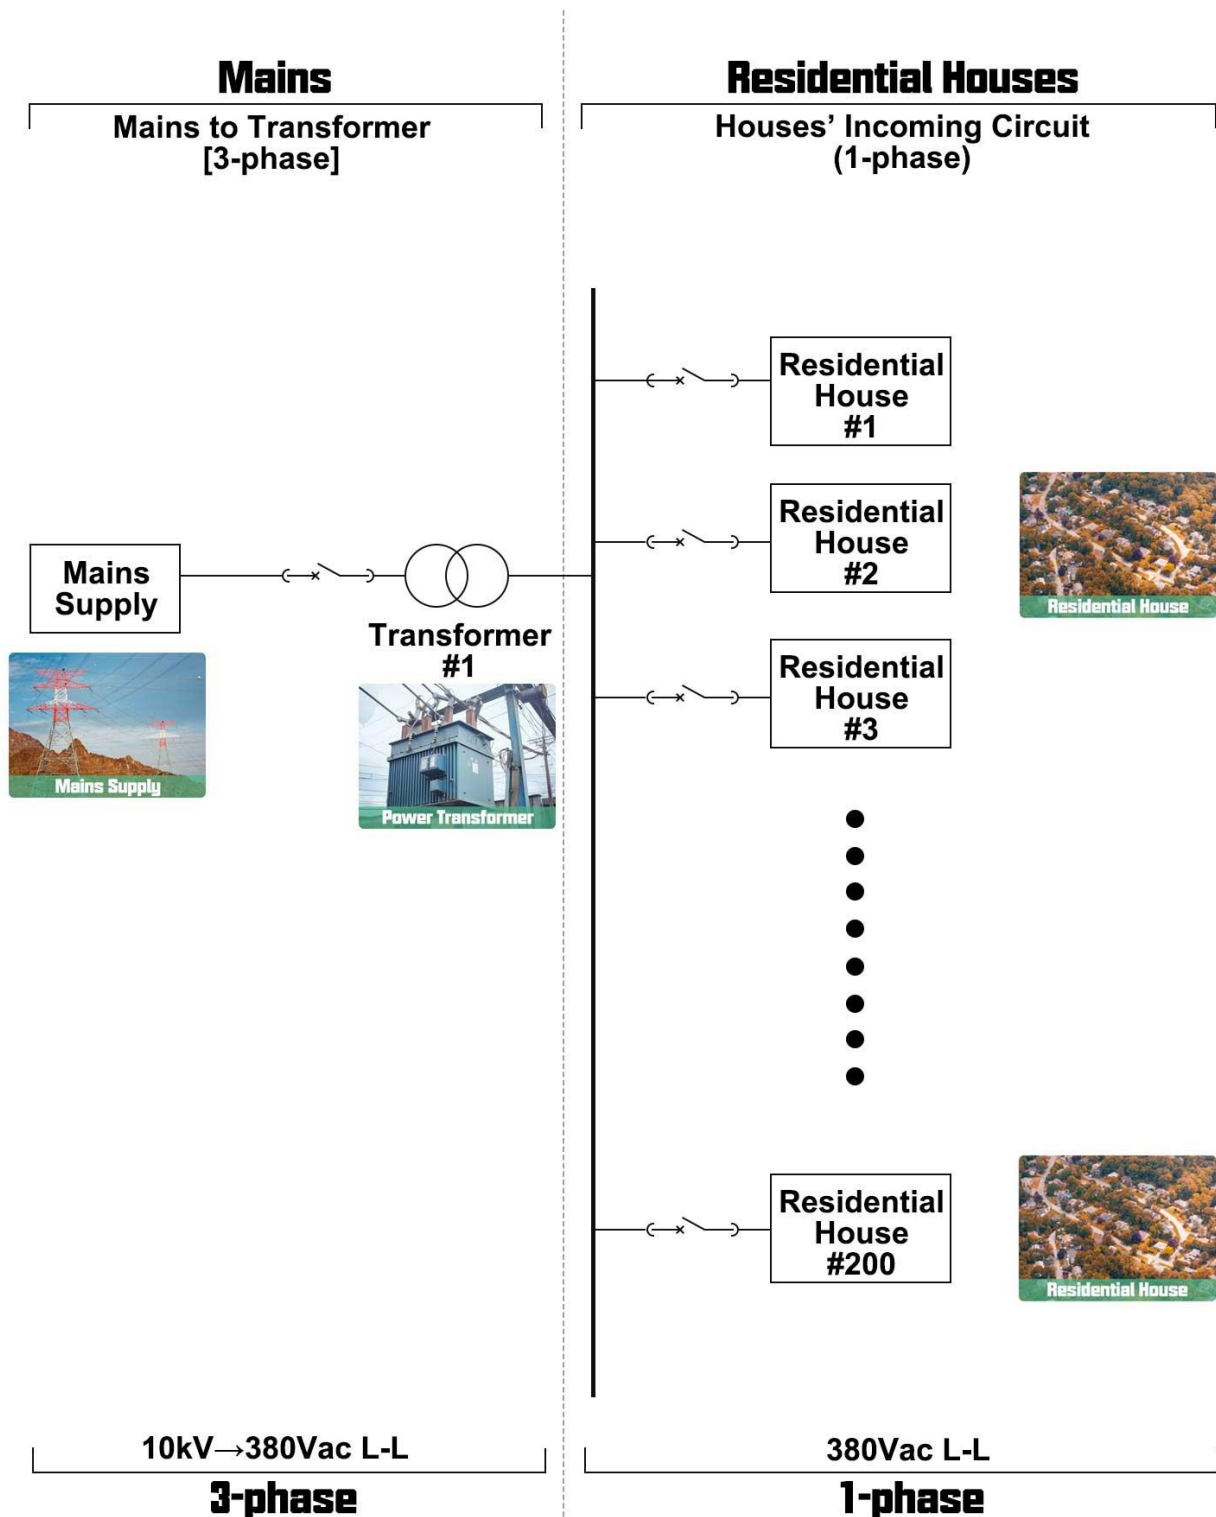 Mains
Mains to Transformer
[3-phase]
Residential Houses
Houses’ Incoming Circuit
(1-phase)
Mains
Supply
Mains Supply
Transformer
#1
Power Transformer
Residential
House
#1
Residential
House
#2
Residential House
Residential
House
#3
Residential
House
#200
Residential House
10kV→380Vac L-L
3-phase
380Vac L-L
1-phase